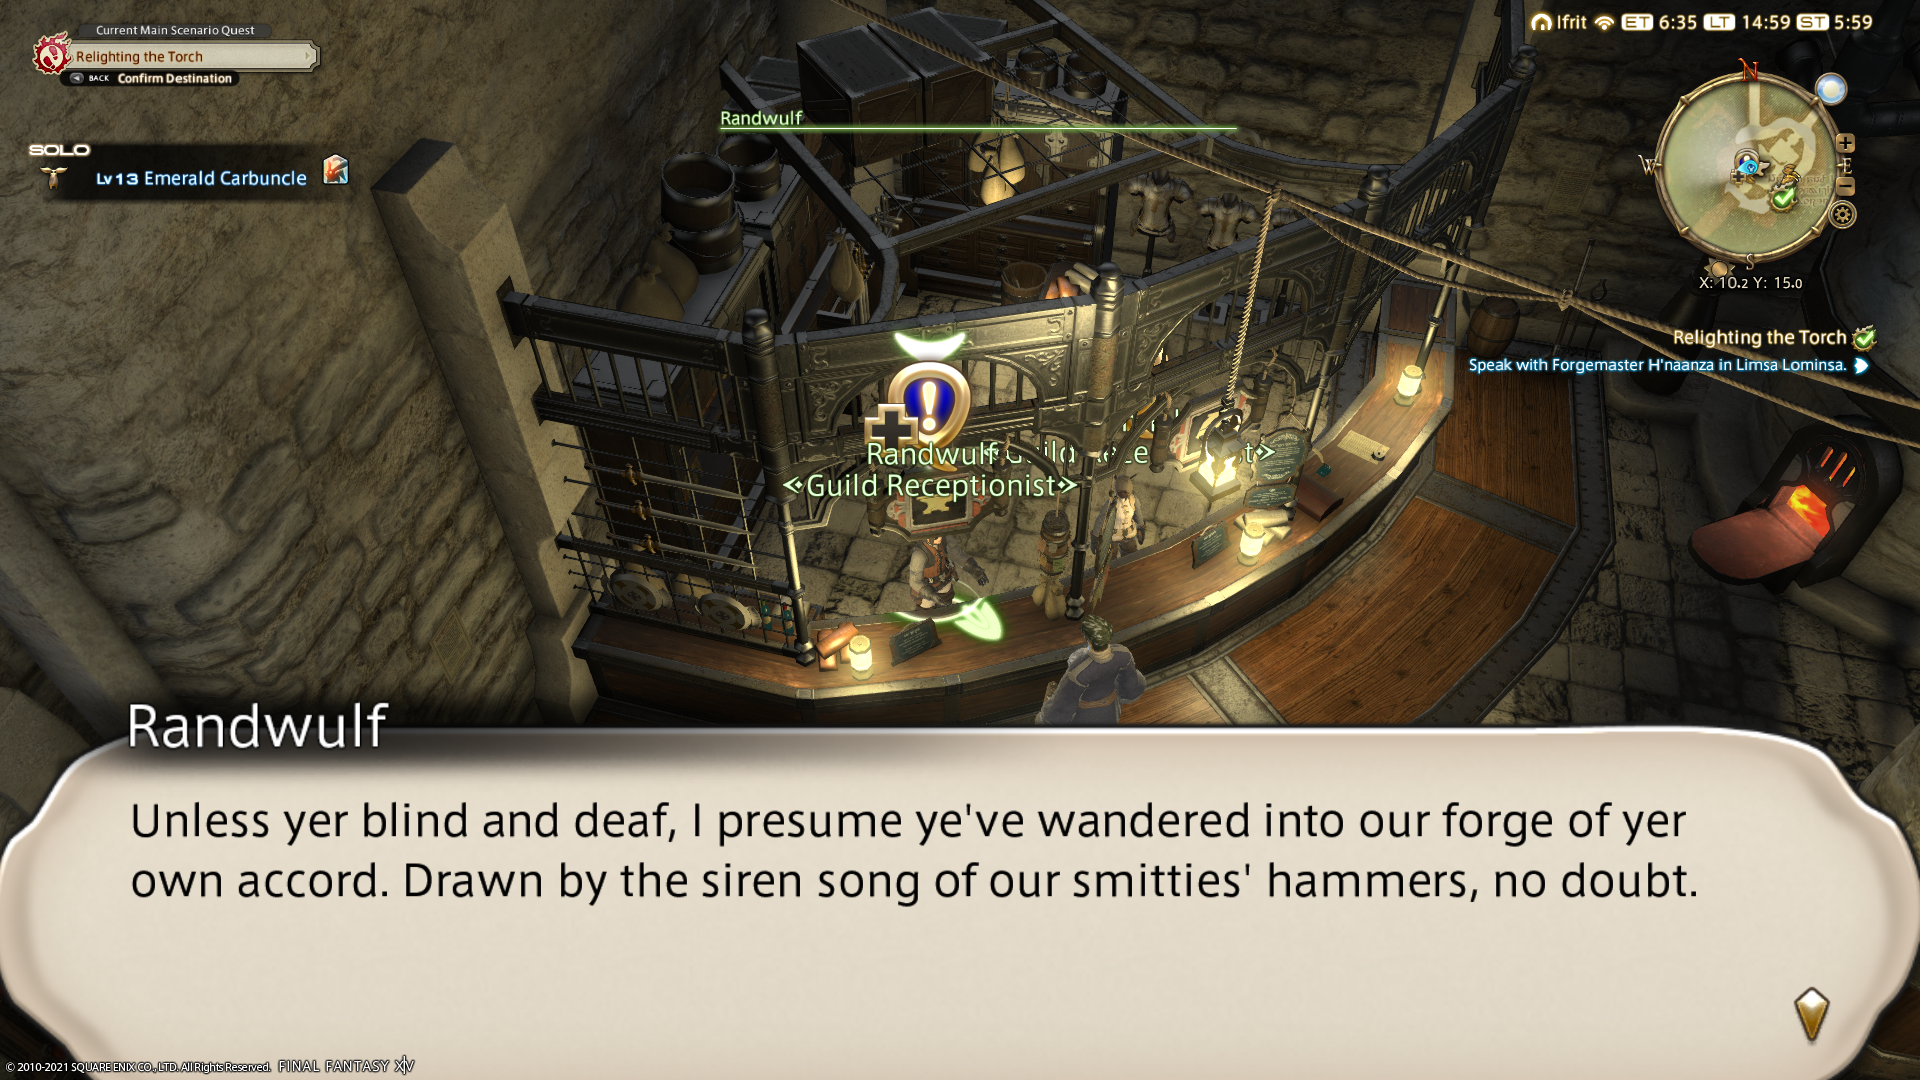 Current Main Scenario Quest
Relighting the Torch
BACK Confirm Destination
Ifrit ET 6:35 LT 14:59 ST 5:59
SOLO
Lv13 Emerald Carbuncle
Randwulf
N
W
E
S
X: 10.2 Y: 15.0
Relighting the Torch
Speak with Forgemaster H'naanza in Limsa Lominsa.
Randwulf
Guild Receptionist
Randwulf
Unless yer blind and deaf, I presume ye've wandered into our forge of yer
own accord. Drawn by the siren song of our smitties' hammers, no doubt.
© 2010-2021 SQUARE ENIX CO., LTD. All Rights Reserved. FINAL FANTASY XIV